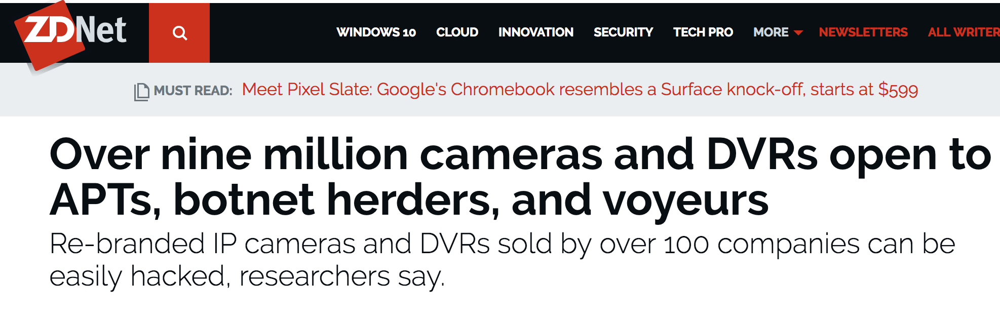 ZDNet
WINDOWS 10 CLOUD INNOVATION SECURITY TECH PRO MORE NEWSLETTERS ALL WRITER
MUST READ: Meet Pixel Slate: Google's Chromebook resembles a Surface knock-off, starts at $599
Over nine million cameras and DVRs open to
APTs, botnet herders, and voyeurs
Re-branded IP cameras and DVRs sold by over 100 companies can be
easily hacked, researchers say.